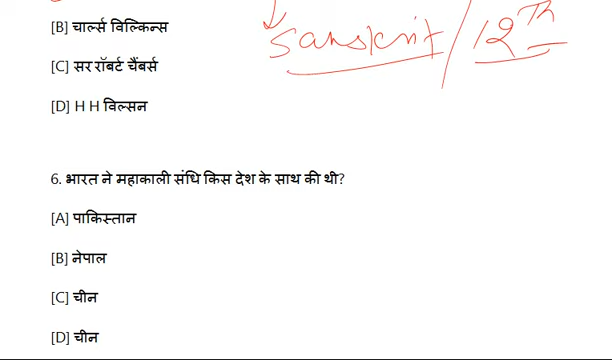 [B] चार्ल्स विल्किन्स
Sanskrit / 12th
[C] सर रॉबर्ट चैंबर्स
[D] H H विल्सन
6. भारत ने महाकाली संधि किस देश के साथ की थी?
[A] पाकिस्तान
[B] नेपाल
[C] चीन
[D] चीन